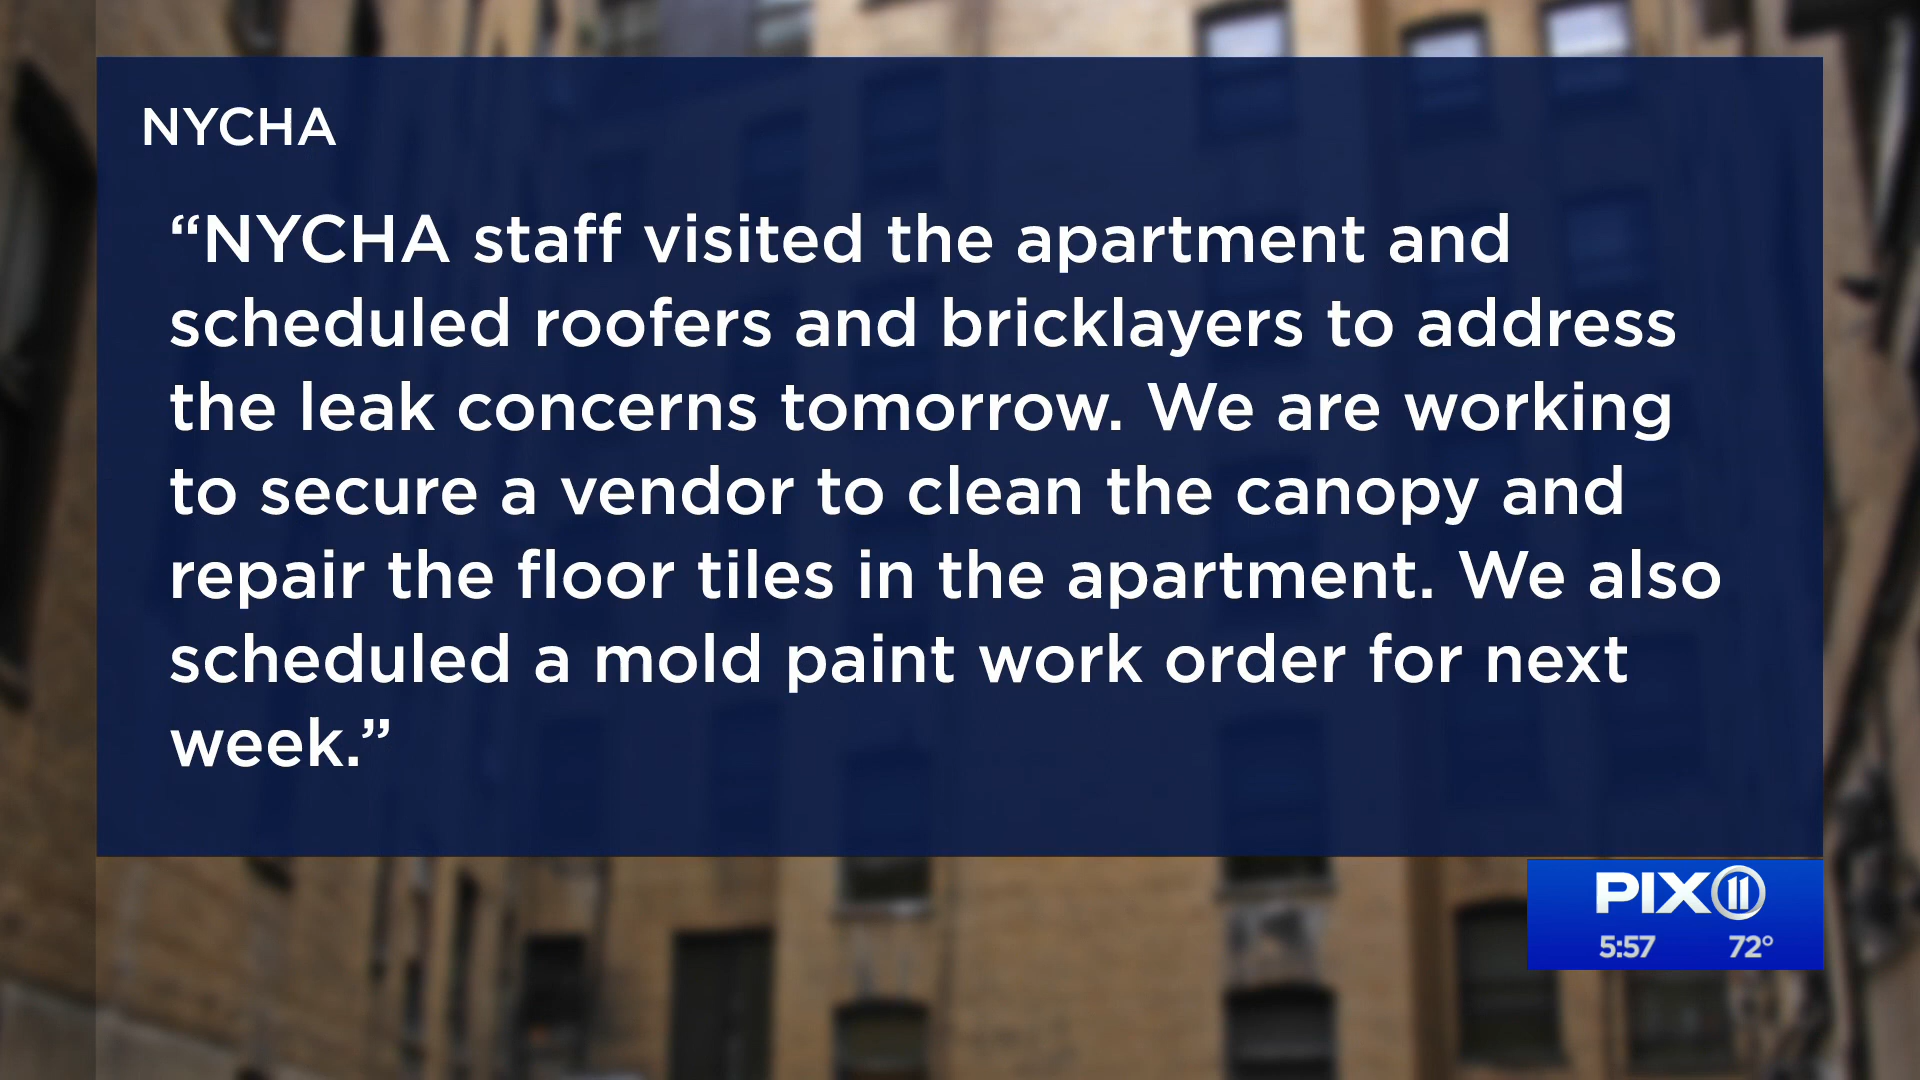 NYCHA
“NYCHA staff visited the apartment and
scheduled roofers and bricklayers to address
the leak concerns tomorrow. We are working
to secure a vendor to clean the canopy and
repair the floor tiles in the apartment. We also
scheduled a mold paint work order for next
week.”
PIX11
5:57 72°